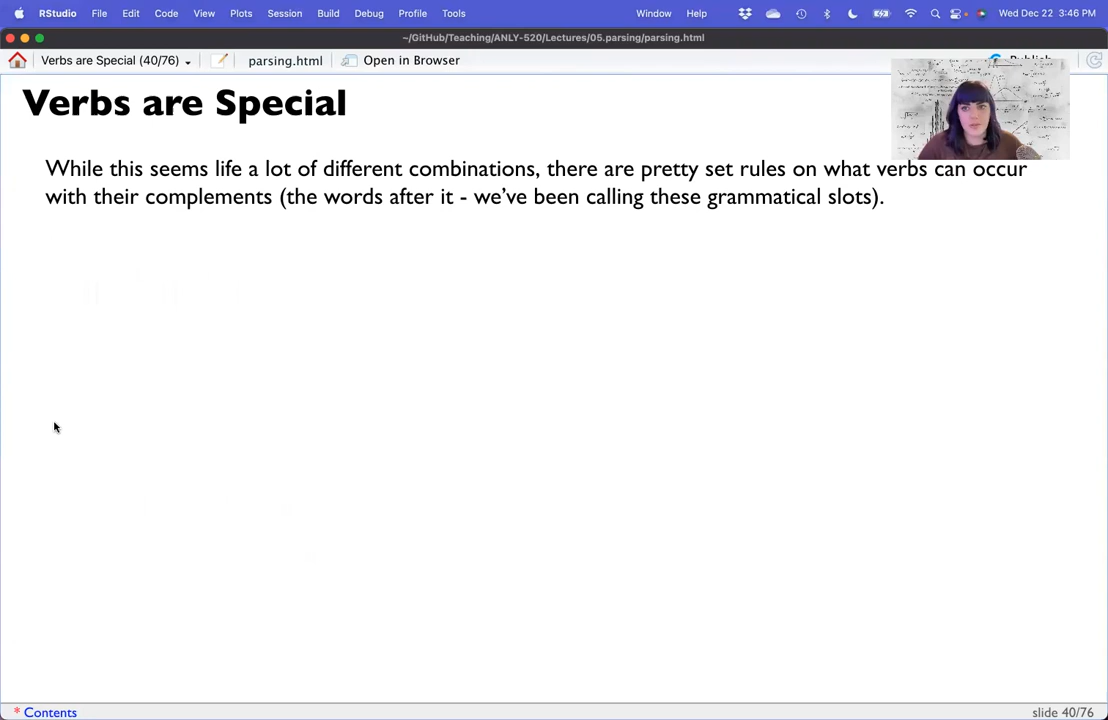 RStudio File Edit Code View Plots Session Build Debug Profile Tools Window Help Wed Dec 22 3:46 PM
~/GitHub/Teaching/ANLY-520/Lectures/05.parsing/parsing.html
Verbs are Special (40/76) parsing.html Open in Browser Publish
Verbs are Special
While this seems life a lot of different combinations, there are pretty set rules on what verbs can occur
with their complements (the words after it - we've been calling these grammatical slots).
* Contents slide 40/76